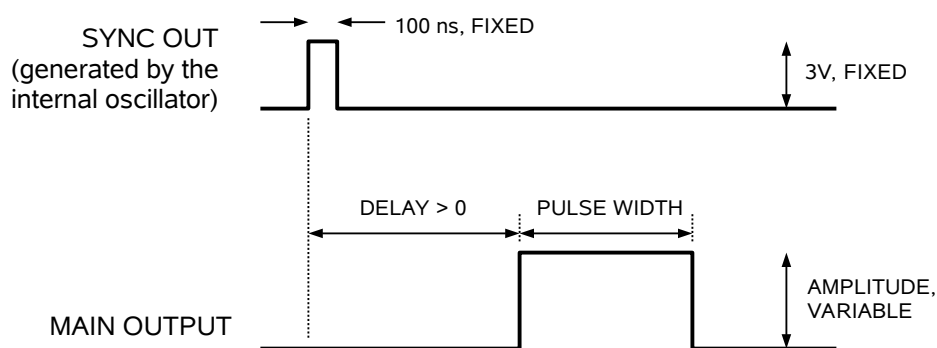 100 ns, FIXED
SYNC OUT
(generated by the
internal oscillator)
3V, FIXED
DELAY > 0
PULSE WIDTH
AMPLITUDE,
VARIABLE
MAIN OUTPUT